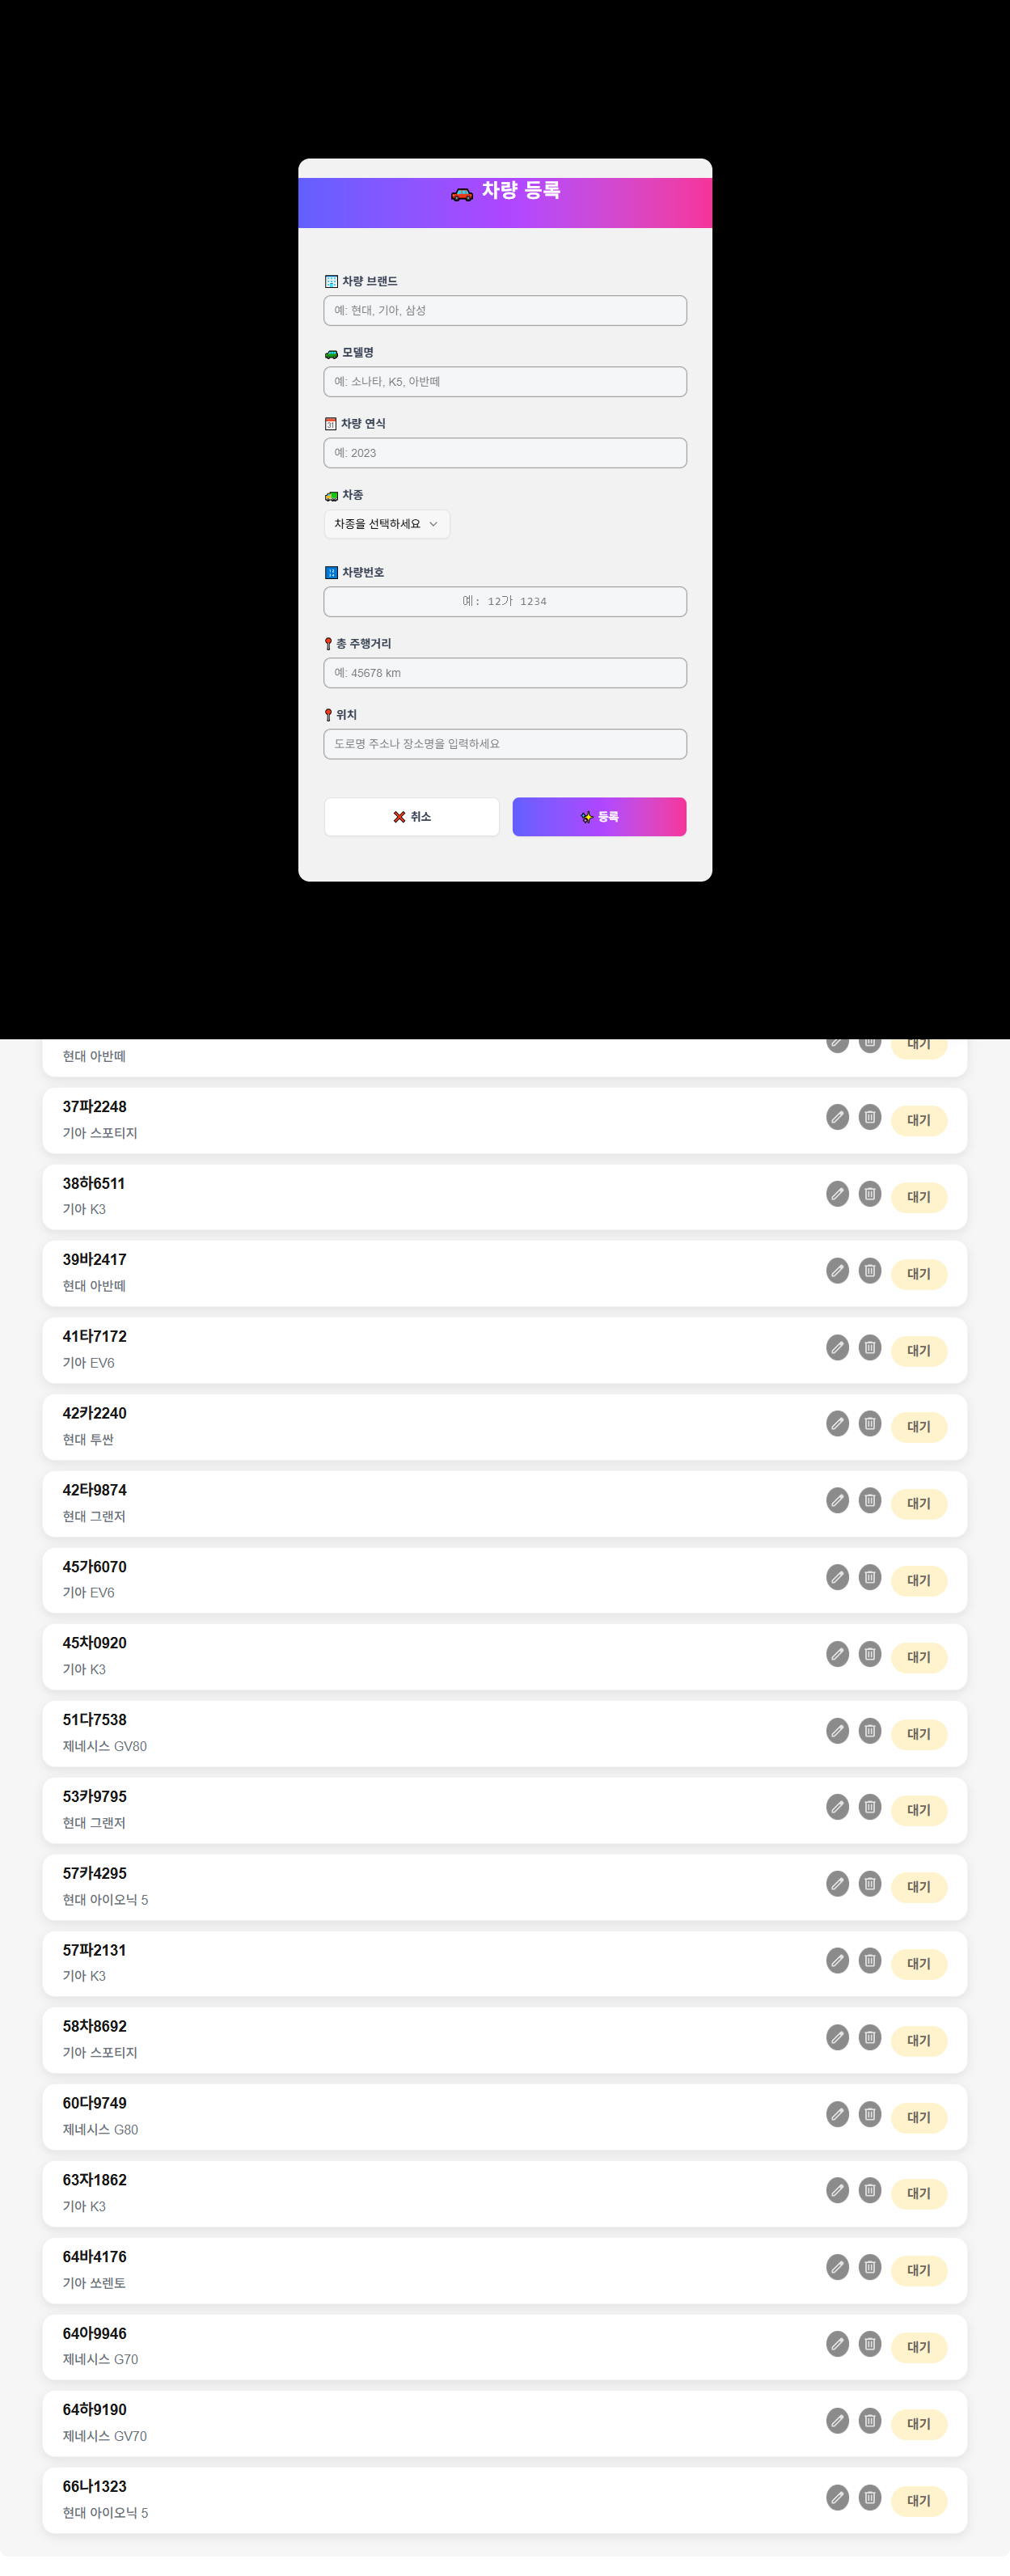 차량 등록
차량 브랜드
예: 현대, 기아, 삼성
모델명
예: 소나타, K5, 아반떼
차량 연식
예: 2023
차종
차종을 선택하세요
차량번호
예: 12가 1234
총 주행거리
예: 45678 km
위치
도로명 주소나 장소명을 입력하세요
취소 등록
대기
현대 아반떼
37파2248
대기
기아 스포티지
38하6511
대기
기아 K3
39바2417
대기
현대 아반떼
41타7172
대기
기아 EV6
42카2240
대기
현대 투싼
42타9874
대기
현대 그랜저
45가6070
대기
기아 EV6
45차0920
대기
기아 K3
51다7538
대기
제네시스 GV80
53카9795
대기
현대 그랜저
57카4295
대기
현대 아이오닉 5
57파2131
대기
기아 K3
58차8692
대기
기아 스포티지
60다9749
대기
제네시스 G80
63자1862
대기
기아 K3
64바4176
대기
기아 쏘렌토
64아9946
대기
제네시스 G70
64하9190
대기
제네시스 GV70
66나1323
대기
현대 아이오닉 5